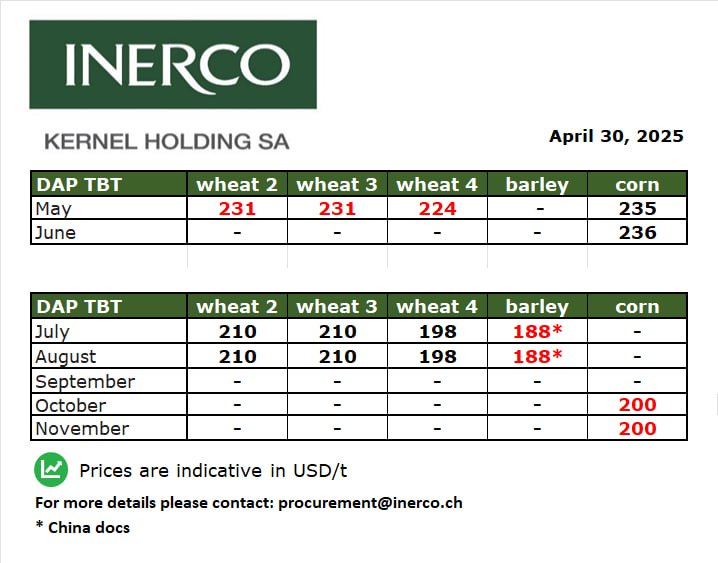 INERCO
KERNEL HOLDING SA
April 30, 2025
DAP TBT wheat 2 wheat 3 wheat 4 barley corn
May 231 231 224 - 235
June - - - - 236
DAP TBT wheat 2 wheat 3 wheat 4 barley corn
July 210 210 198 188* -
August 210 210 198 188* -
September - - - - -
October - - - - 200
November - - - - 200
Prices are indicative in USD/t
For more details please contact: procurement@inerco.ch
* China docs